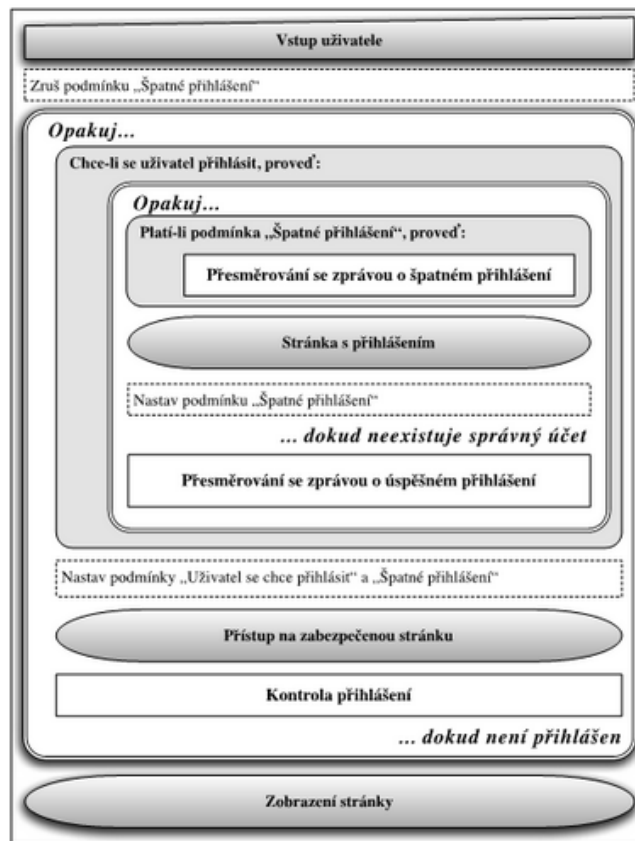 Vstup uživatele
Zruš podmínku „Špatné přihlášení“
Opakuj...
Chce-li se uživatel přihlásit, proveď:
Opakuj...
Platí-li podmínka „Špatné přihlášení“, proveď:
Přesměrování se zprávou o špatném přihlášení
Stránka s přihlášením
Nastav podmínku „Špatné přihlášení“
... dokud neexistuje správný účet
Přesměrování se zprávou o úspěšném přihlášení
Nastav podmínky „Uživatel se chce přihlásit“ a „Špatné přihlášení“
Přístup na zabezpečenou stránku
Kontrola přihlášení
... dokud není přihlášen
Zobrazení stránky